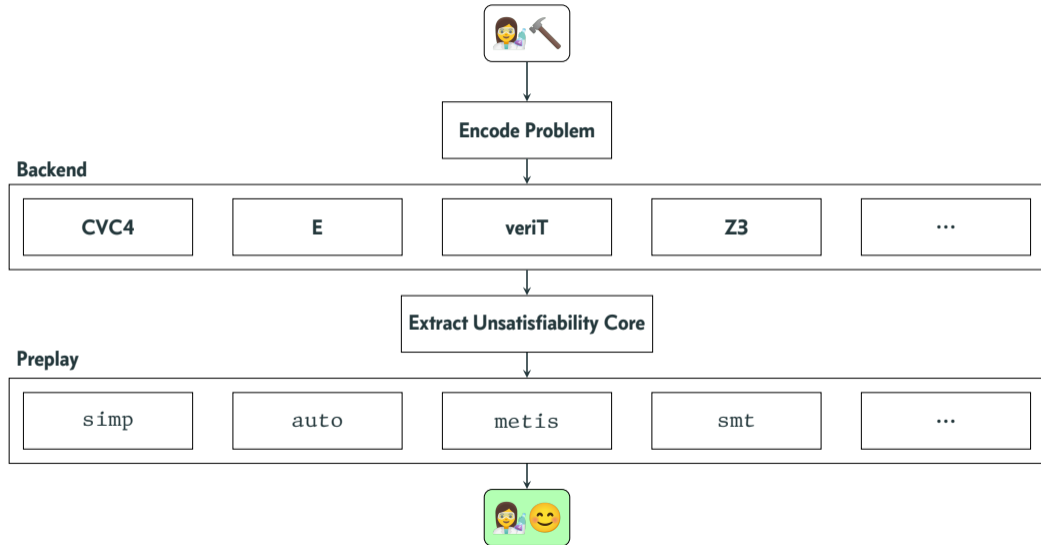 Encode Problem
Backend
CVC4
E
veriT
Z3
...
Extract Unsatisfiability Core
Preplay
simp
auto
metis
smt
...